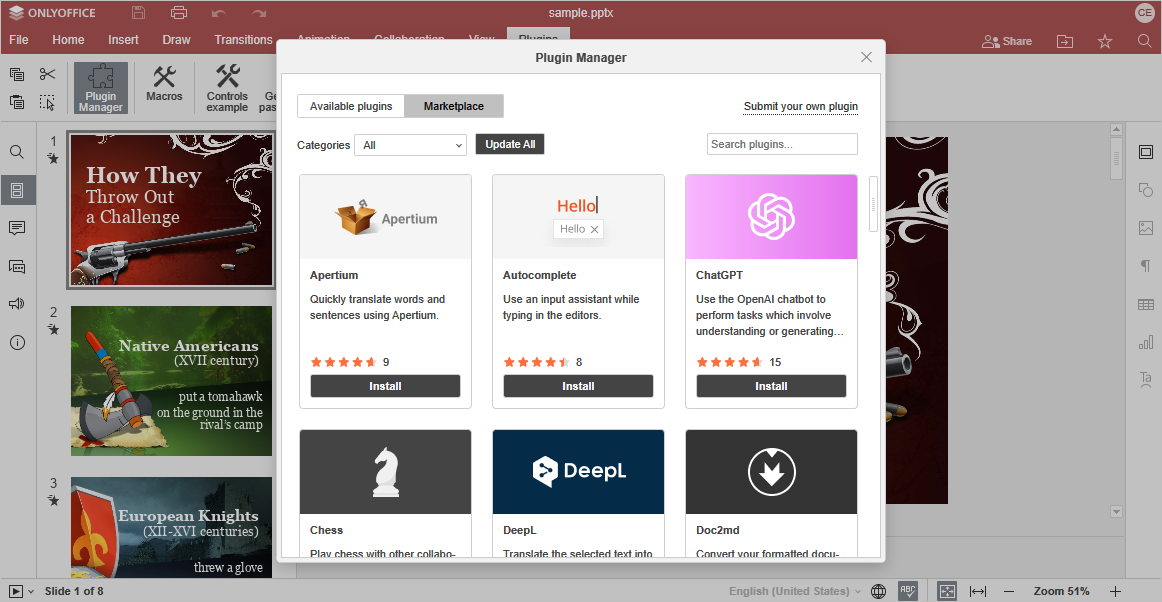 ONLYOFFICE
sample.pptx
CE
File Home Insert Draw Transitions Animation Collaboration View Plugins
Share
Plugin Manager
Macros
Controls example
Plugin Manager
Available plugins
Marketplace
Submit your own plugin
Categories
All
Update All
Search plugins...
Apertium
Apertium
Quickly translate words and
sentences using Apertium.
9
Install
Hello
Hello
Autocomplete
Use an input assistant while
typing in the editors.
8
Install
ChatGPT
Use the OpenAI chatbot to
perform tasks which involve
understanding or generating...
15
Install
Chess
Play chess with other collabo-
DeepL
DeepL
Translate the selected text into
Doc2md
Convert your formatted docu-
1
How They
Throw Out
a Challenge
2
Native Americans
(XVII century)
put a tomahawk
on the ground in the
rival's camp
3
European Knights
(XII-XVI centuries)
threw a glove
Slide 1 of 8
English (United States)
ABC
Zoom 51%